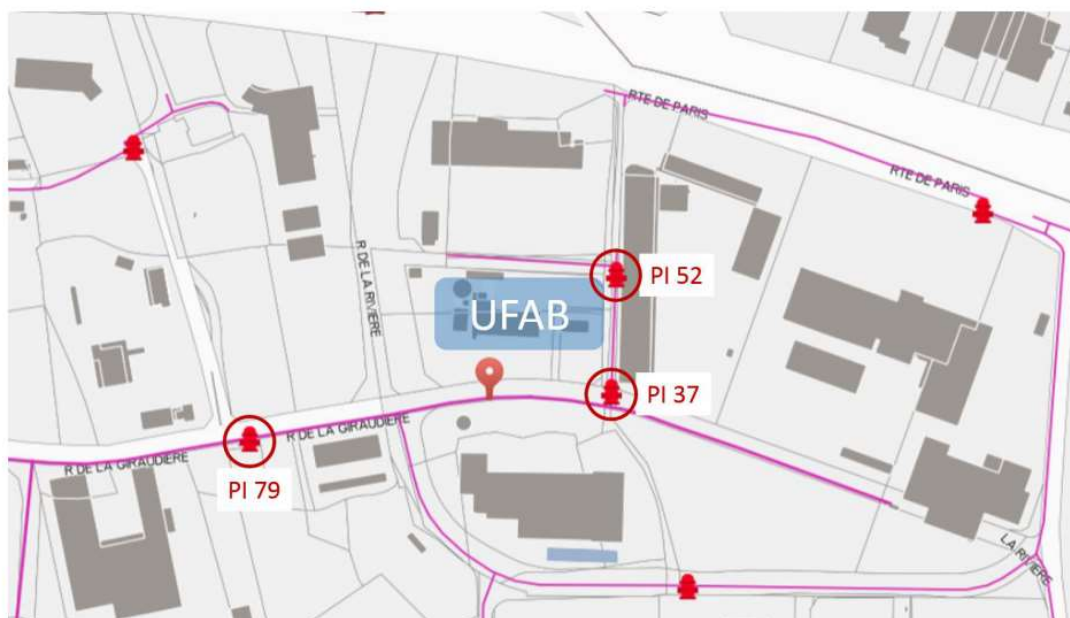 RTE DE PARIS
RTE DE PARIS
R DE LA RIVIERE
PI 52
UFAB
PI 37
R DE LA GIRAUDIERE
R DE LA GIRAUDIERE
PI 79
LA RIVIERE